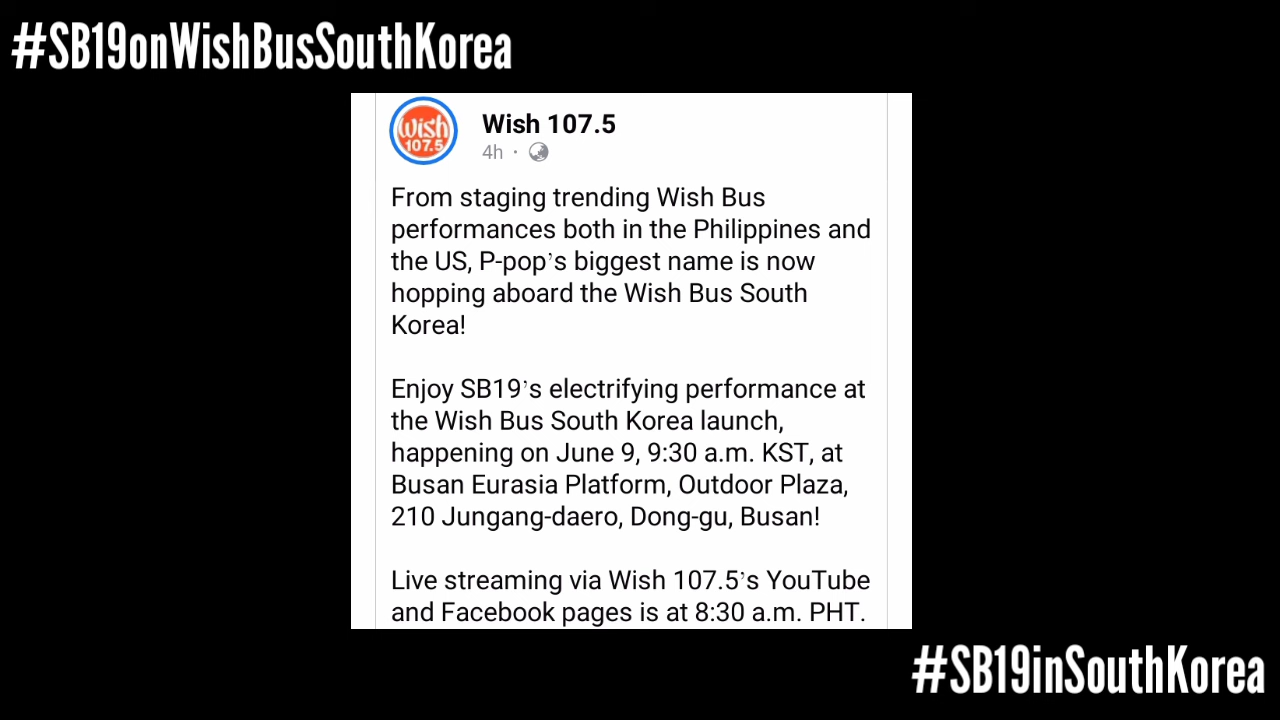 #SB19onWishBusSouthKorea
wish
107.5
Wish 107.5
4h ·
From staging trending Wish Bus
performances both in the Philippines and
the US, P-pop’s biggest name is now
hopping aboard the Wish Bus South
Korea!
Enjoy SB19’s electrifying performance at
the Wish Bus South Korea launch,
happening on June 9, 9:30 a.m. KST, at
Busan Eurasia Platform, Outdoor Plaza,
210 Jungang-daero, Dong-gu, Busan!
Live streaming via Wish 107.5’s YouTube
and Facebook pages is at 8:30 a.m. PHT.
#SB19inSouthKorea